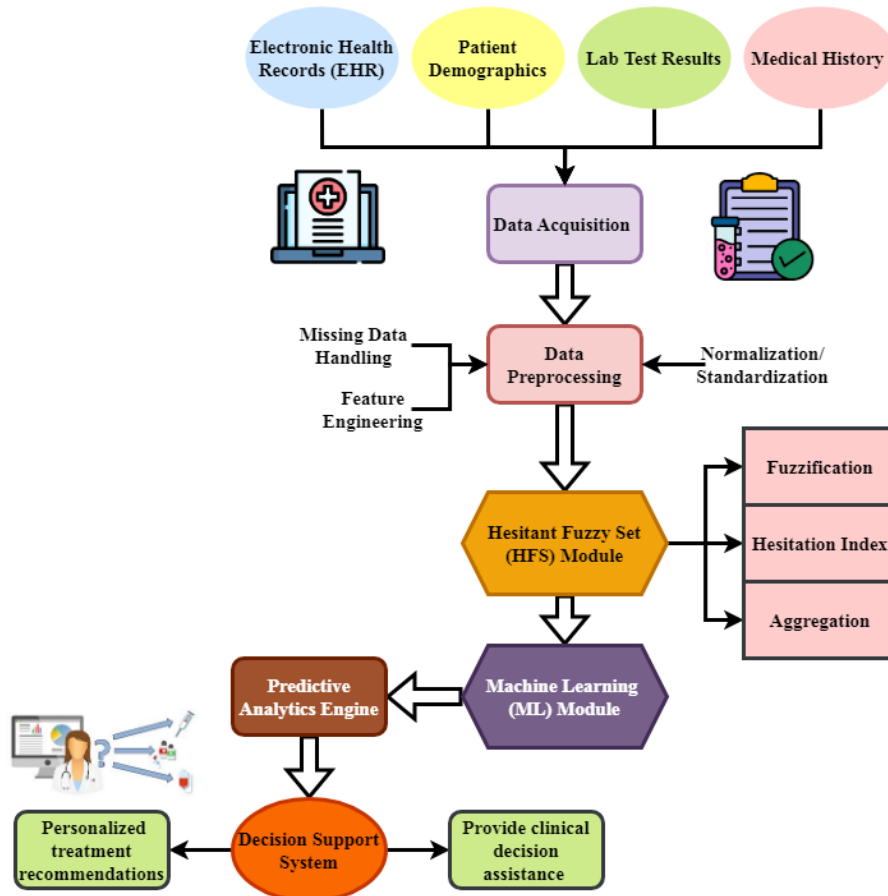 Electronic Health
Records (EHR)
Patient
Demographics
Lab Test Results
Medical History
Data Acquisition
Missing Data
Handling
Feature
Engineering
Data
Preprocessing
Normalization/
Standardization
Hesitant Fuzzy Set
(HFS) Module
Fuzzification
Hesitation Index
Aggregation
Machine Learning
(ML) Module
Predictive
Analytics Engine
?
Decision Support
System
Personalized
treatment
recommendations
Provide clinical
decision
assistance